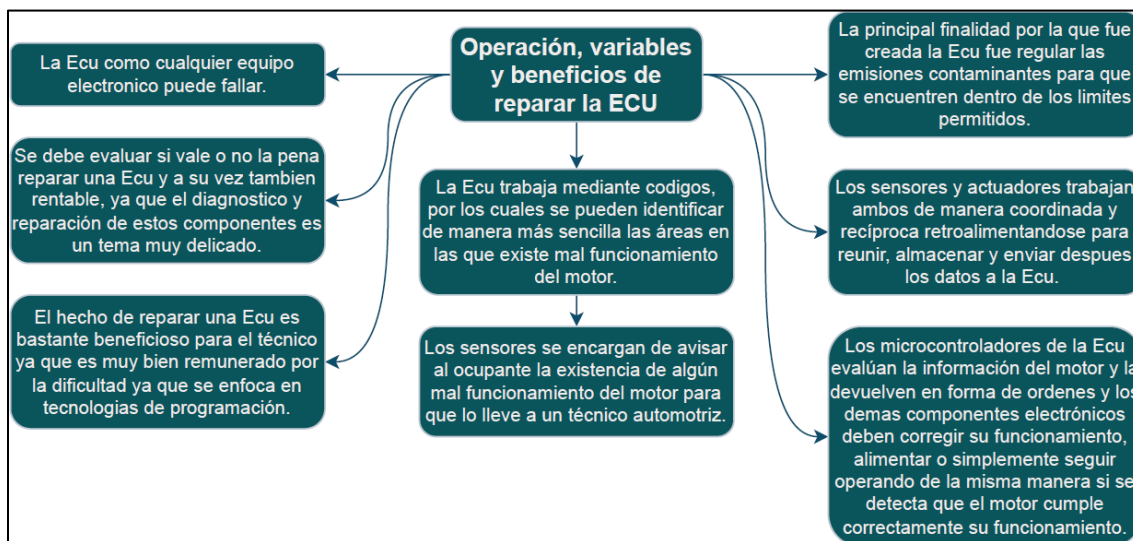 Operación, variables
y beneficios de
reparar la ECU
La Ecu como cualquier equipo
electronico puede fallar.
Se debe evaluar si vale o no la pena
reparar una Ecu y a su vez tambien
rentable, ya que el diagnostico y
reparación de estos componentes es
un tema muy delicado.
El hecho de reparar una Ecu es
bastante beneficioso para el técnico
ya que es muy bien remunerado por
la dificultad ya que se enfoca en
tecnologias de programación.
La Ecu trabaja mediante codigos,
por los cuales se pueden identificar
de manera más sencilla las áreas en
las que existe mal funcionamiento
del motor.
Los sensores se encargan de avisar
al ocupante la existencia de algún
mal funcionamiento del motor para
que lo lleve a un técnico automotriz.
La principal finalidad por la que fue
creada la Ecu fue regular las
emisiones contaminantes para que
se encuentren dentro de los limites
permitidos.
Los sensores y actuadores trabajan
ambos de manera coordinada y
recíproca retroalimentandose para
reunir, almacenar y enviar despues
los datos a la Ecu.
Los microcontroladores de la Ecu
evalúan la información del motor y la
devuelven en forma de ordenes y los
demas componentes electrónicos
deben corregir su funcionamiento,
alimentar o simplemente seguir
operando de la misma manera si se
detecta que el motor cumple
correctamente su funcionamiento.